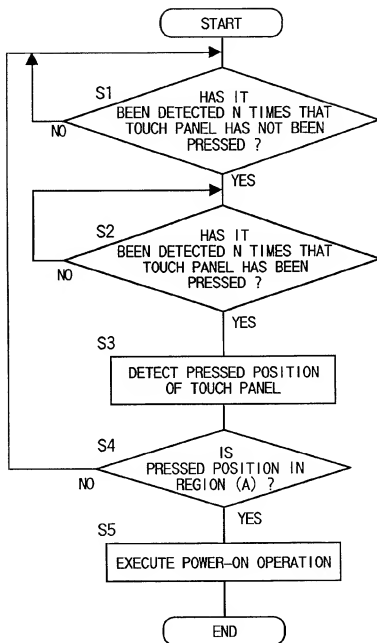 START
S1
HAS IT
BEEN DETECTED N TIMES THAT
TOUCH PANEL HAS NOT BEEN
PRESSED ?
NO
YES
S2
HAS IT
BEEN DETECTED N TIMES THAT
TOUCH PANEL HAS BEEN
PRESSED ?
NO
YES
S3
DETECT PRESSED POSITION
OF TOUCH PANEL
S4
IS
PRESSED POSITION IN
REGION (A) ?
NO
YES
S5
EXECUTE POWER-ON OPERATION
END